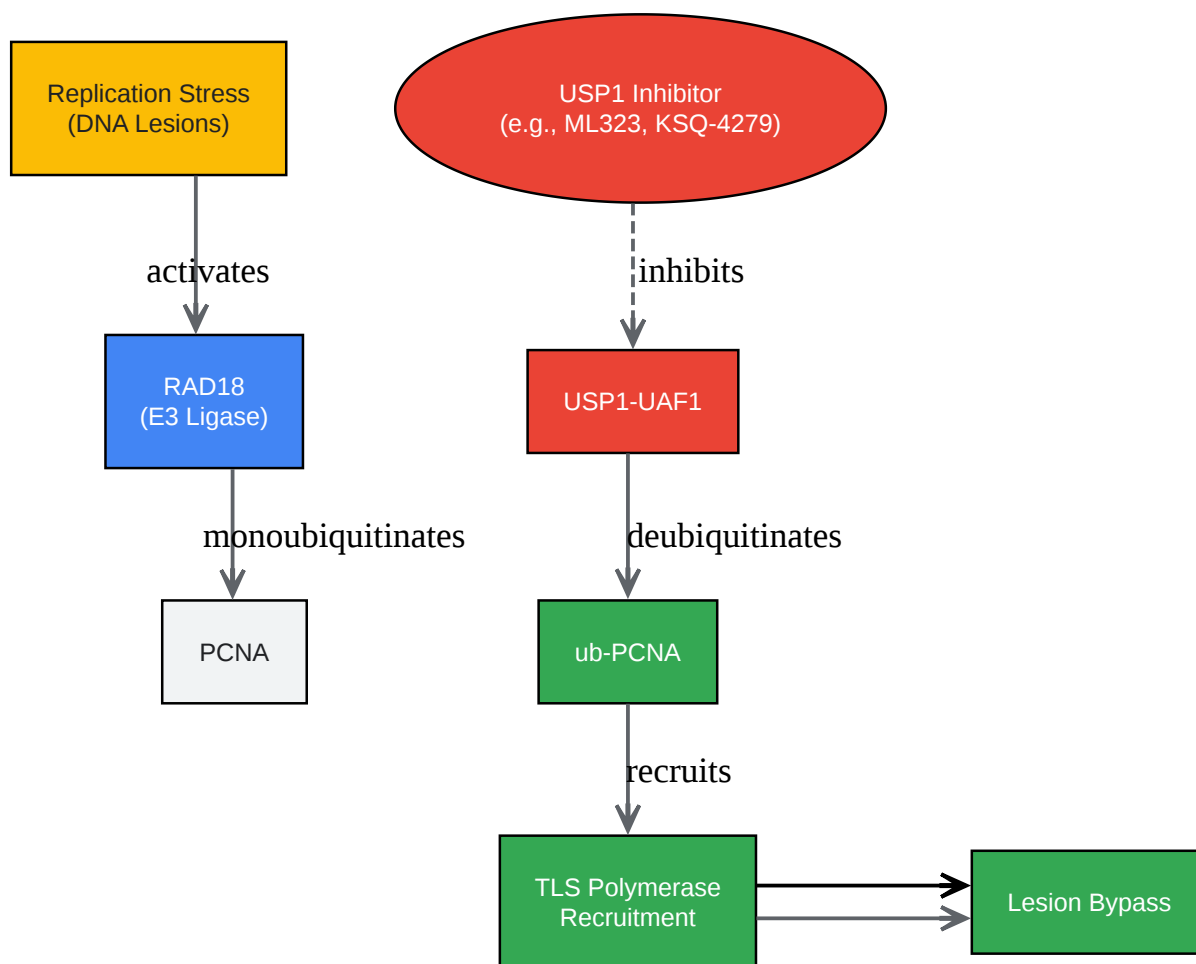 Replication Stress
(DNA Lesions)
USP1 Inhibitor
(e.g., ML323, KSQ-4279)
activates
inhibits
RAD18
(E3 Ligase)
USP1-UAF1
monoubiquitinates
deubiquitinates
PCNA
ub-PCNA
recruits
TLS Polymerase
Recruitment
Lesion Bypass